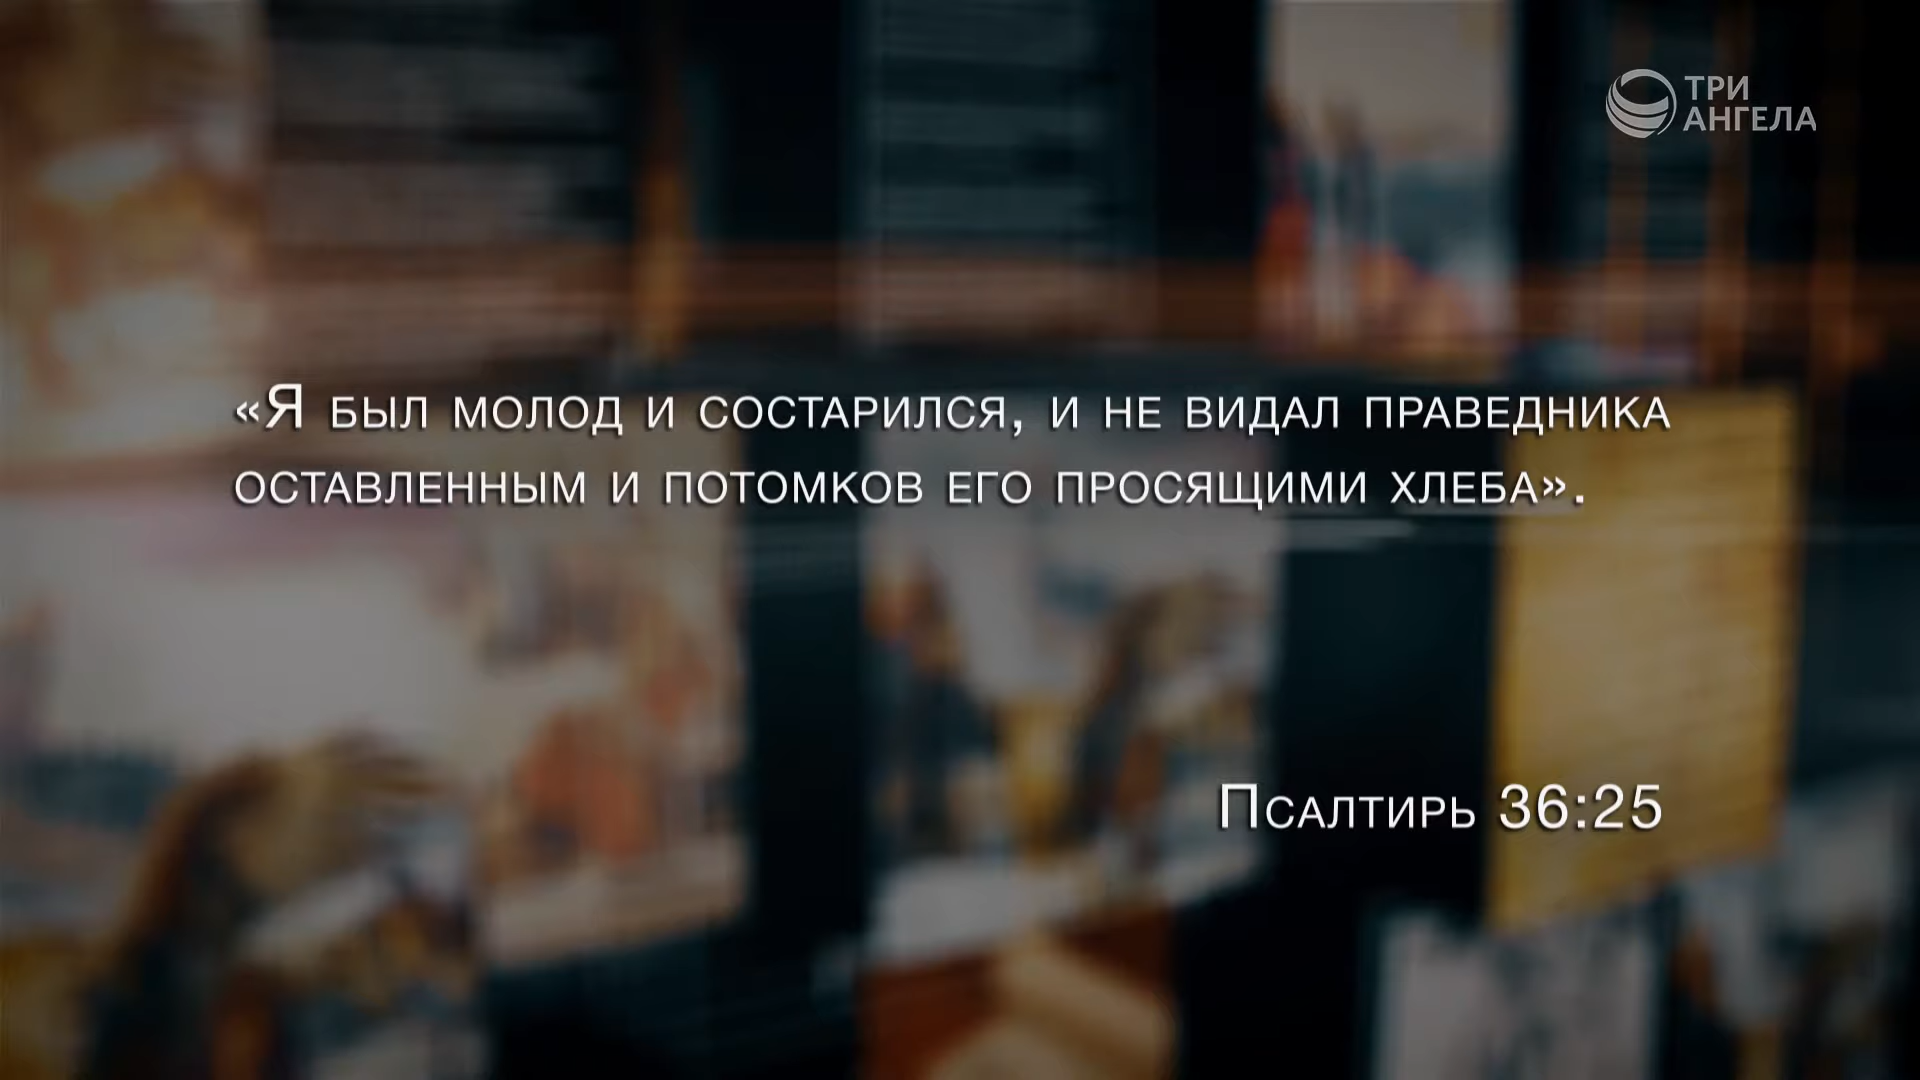 ТРИ
АНГЕЛА
«Я был молод и состарился, и не видал праведника
оставленным и потомков его просящими хлеба».
Псалтирь 36:25